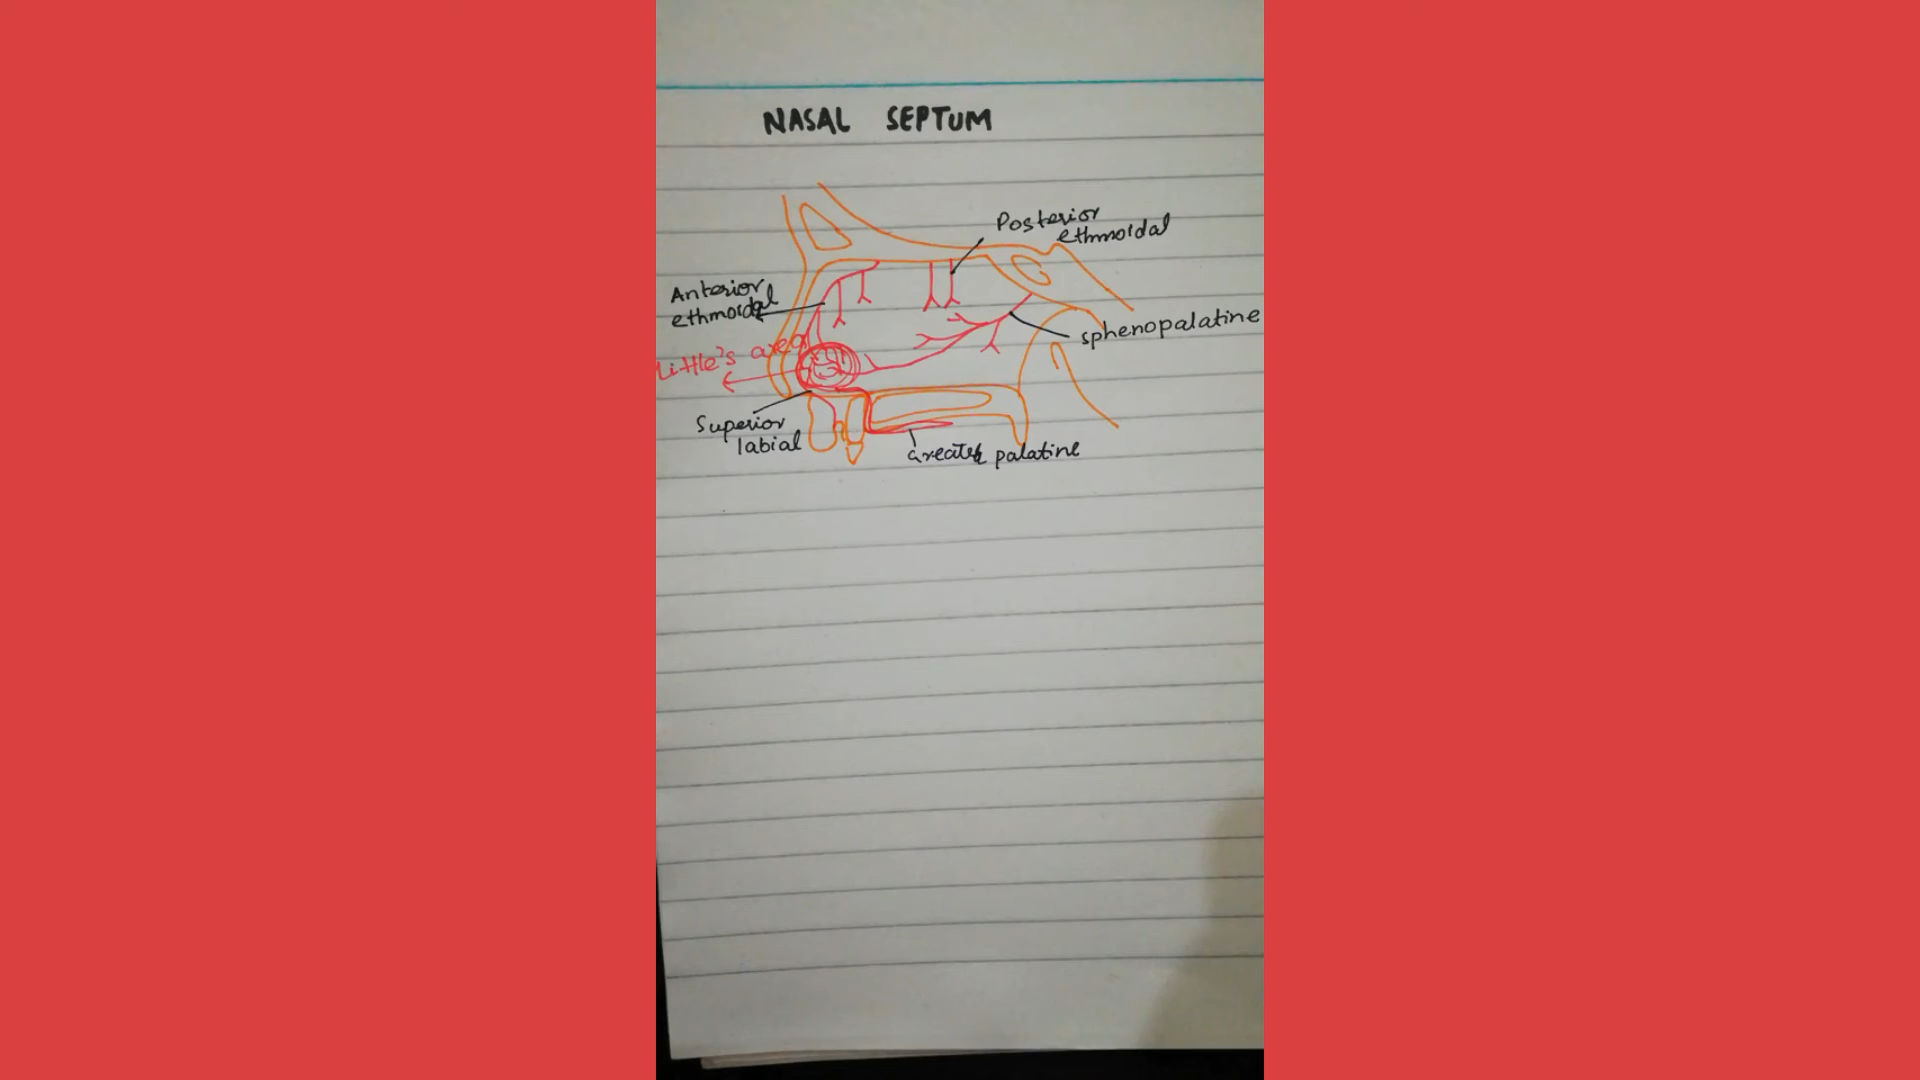 NASAL SEPTUM
Posterior
ethmoidal
Anterior
ethmoidal
sphenopalatine
Little's area
Superior
labial
Greater palatine